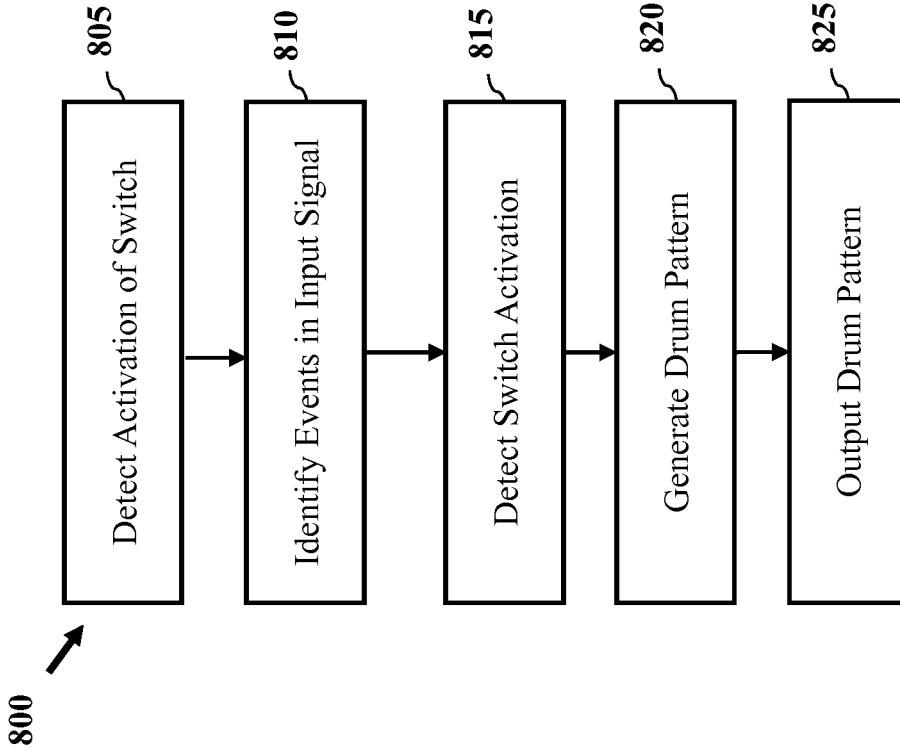 800
Detect Activation of Switch
805
Identify Events in Input Signal
810
Detect Switch Activation
815
Generate Drum Pattern
820
Output Drum Pattern
825